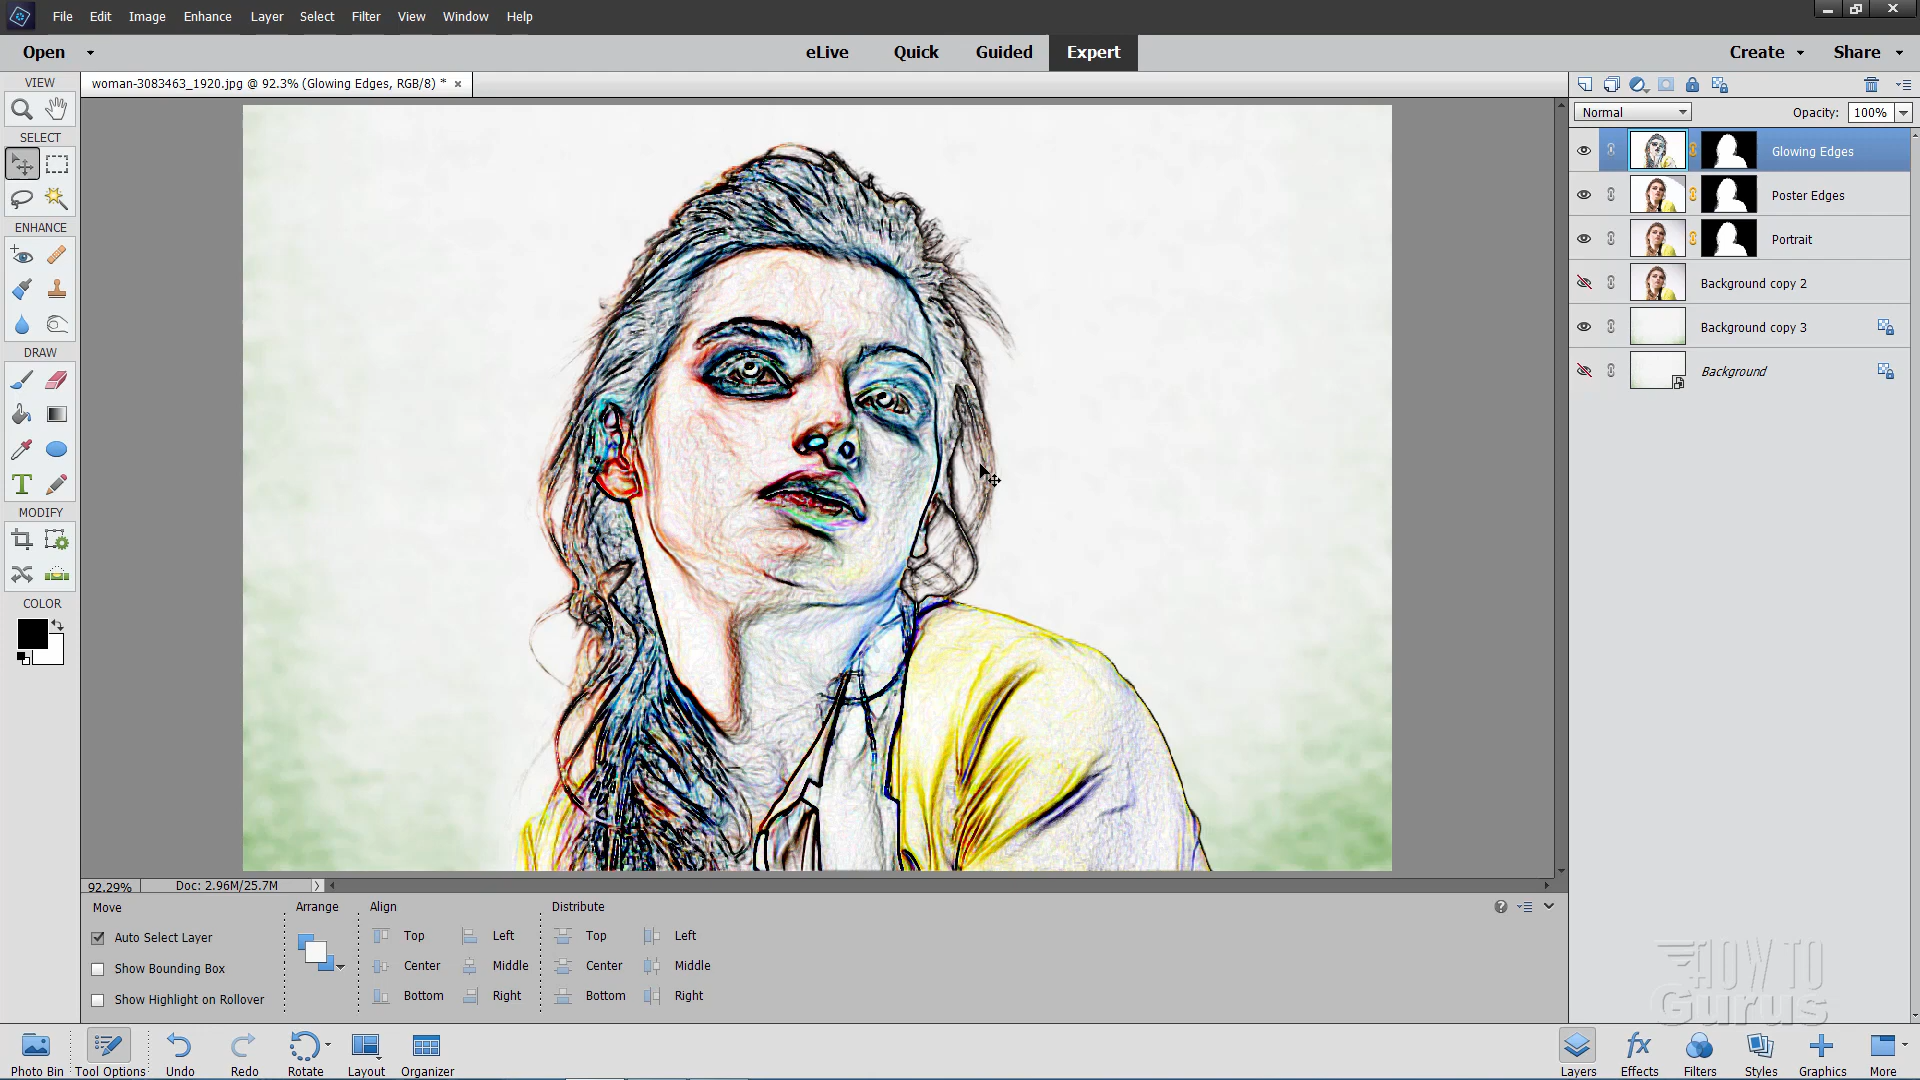 File Edit Image Enhance Layer Select Filter View Window Help
Open eLive Quick Guided Expert Create Share
VIEW
woman-3083463_1920.jpg @ 92.3% (Glowing Edges, RGB/8) * ×
Normal Opacity: 100%
SELECT
Glowing Edges
Poster Edges
ENHANCE
Portrait
Background copy 2
Background copy 3
DRAW
Background
T
MODIFY
COLOR
92.29% Doc: 2.96M/25.7M
Move Arrange Align Distribute
Auto Select Layer Top Left Top Left
Show Bounding Box Center Middle Center Middle
Show Highlight on Rollover Bottom Right Bottom Right
HOW TO
Gurus
Photo Bin Tool Options Undo Redo Rotate Layout Organizer Layers Effects Filters Styles Graphics More